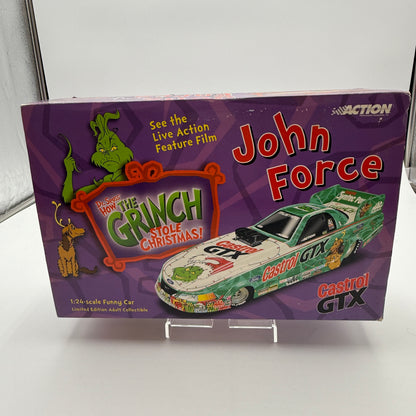 See the
Live Action
Feature Film
ACTION
John
Force
Dr. Seuss'
HOW THE
GRINCH
STOLE
CHRISTMAS!
Castrol GTX
Castrol
1:24-scale Funny Car
Limited Edition Adult Collectible
Castrol
GTX